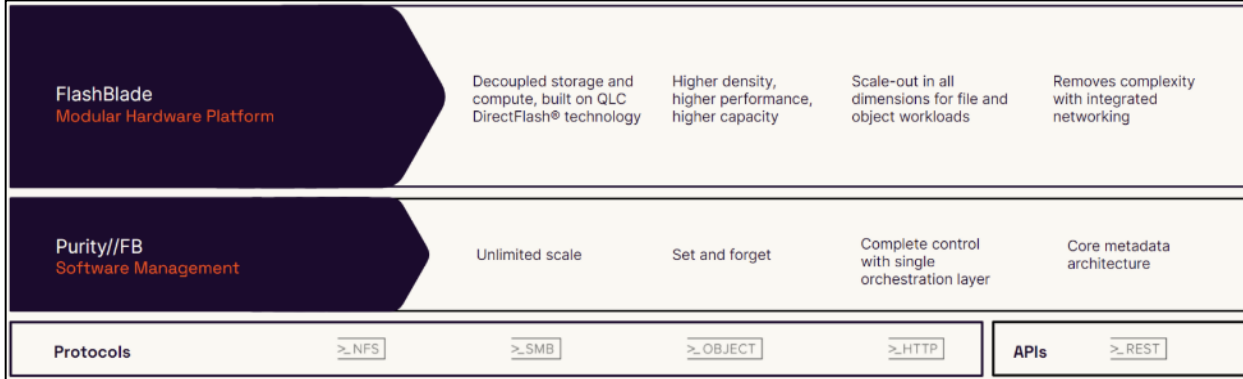 FlashBlade
Modular Hardware Platform
Decoupled storage and
compute, built on QLC
DirectFlash® technology
Higher density,
higher performance,
higher capacity
Scale-out in all
dimensions for file and
object workloads
Removes complexity
with integrated
networking
Purity//FB
Software Management
Unlimited scale
Set and forget
Complete control
with single
orchestration layer
Core metadata
architecture
Protocols
>_NFS
>_SMB
>_OBJECT
>_HTTP
APIs
>_REST